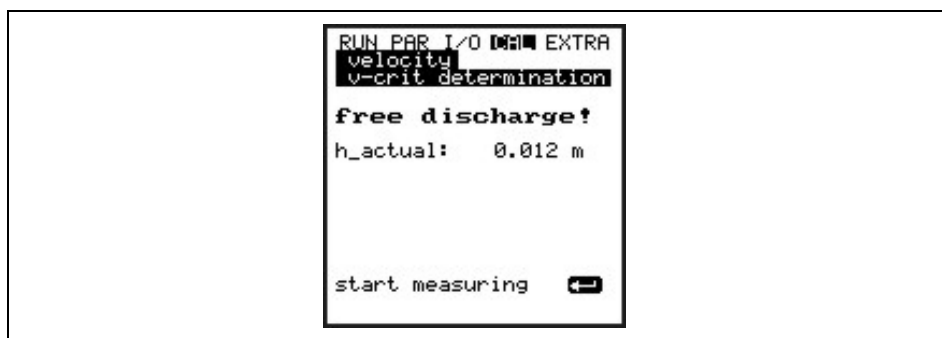 RUN PAR I/O CAL EXTRA
velocity
v-crit determination
free discharge!
h_actual: 0.012 m
start measuring